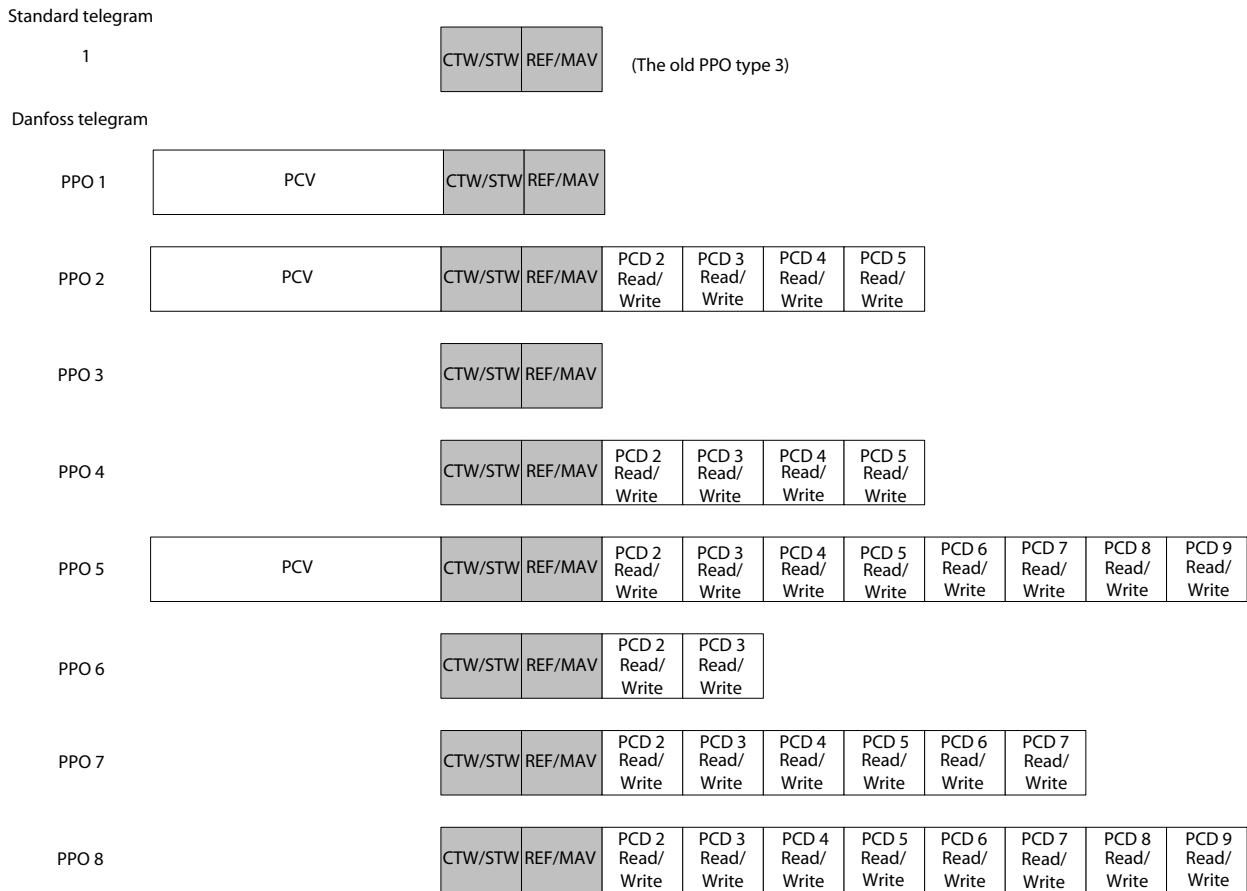 Standard telegram
1
CTW/STW REF/MAV (The old PPO type 3)
Danfoss telegram
PPO 1 PCV CTW/STW REF/MAV
PPO 2 PCV CTW/STW REF/MAV PCD 2 Read/ Write PCD 3 Read/ Write PCD 4 Read/ Write PCD 5 Read/ Write
PPO 3 CTW/STW REF/MAV
PPO 4 CTW/STW REF/MAV PCD 2 Read/ Write PCD 3 Read/ Write PCD 4 Read/ Write PCD 5 Read/ Write
PPO 5 PCV CTW/STW REF/MAV PCD 2 Read/ Write PCD 3 Read/ Write PCD 4 Read/ Write PCD 5 Read/ Write PCD 6 Read/ Write PCD 7 Read/ Write PCD 8 Read/ Write PCD 9 Read/ Write
PPO 6 CTW/STW REF/MAV PCD 2 Read/ Write PCD 3 Read/ Write
PPO 7 CTW/STW REF/MAV PCD 2 Read/ Write PCD 3 Read/ Write PCD 4 Read/ Write PCD 5 Read/ Write PCD 6 Read/ Write PCD 7 Read/ Write
PPO 8 CTW/STW REF/MAV PCD 2 Read/ Write PCD 3 Read/ Write PCD 4 Read/ Write PCD 5 Read/ Write PCD 6 Read/ Write PCD 7 Read/ Write PCD 8 Read/ Write PCD 9 Read/ Write